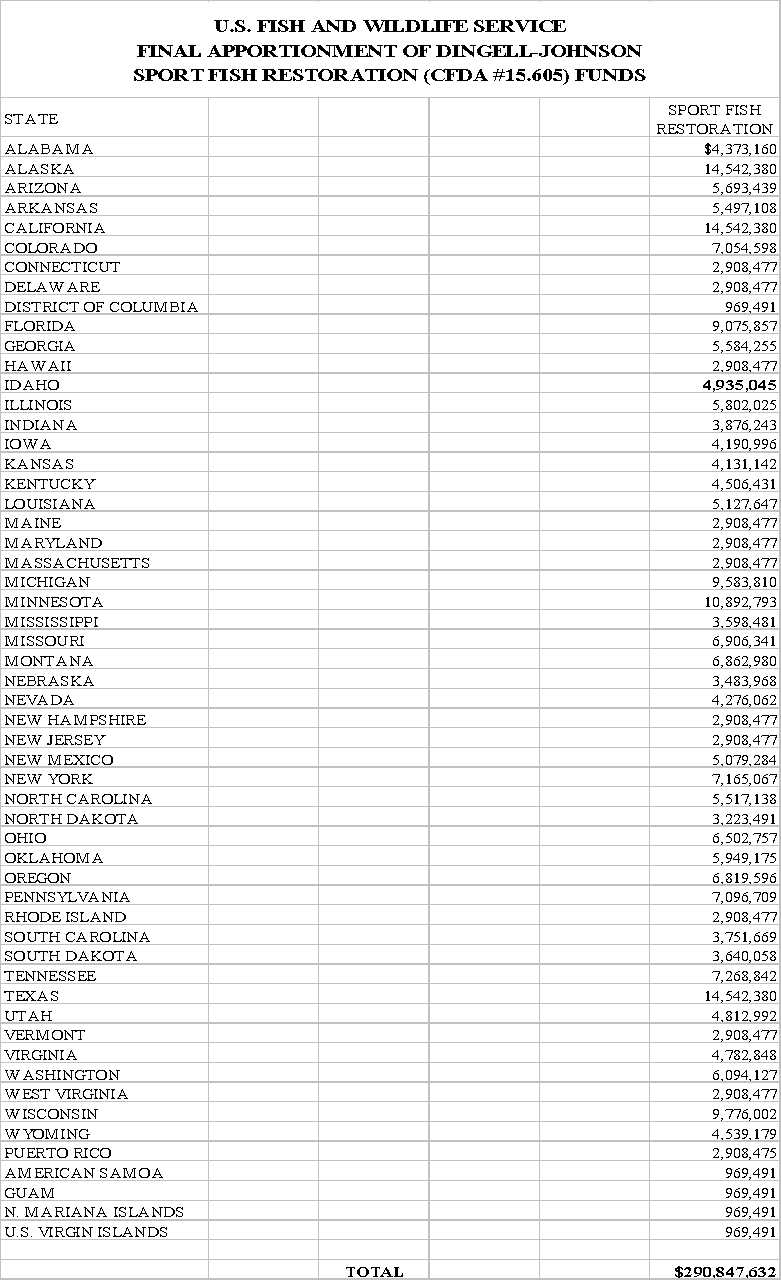 U.S. FISH AND WILDLIFE SERVICE
FINAL APPORTIONMENT OF DINGELL-JOHNSON
SPORT FISH RESTORATION (CFDA #15.605) FUNDS
STATE SPORT FISH
RESTORATION
ALABAMA $4,373,160
ALASKA 14,542,380
ARIZONA 5,693,439
ARKANSAS 5,497,108
CALIFORNIA 14,542,380
COLORADO 7,054,598
CONNECTICUT 2,908,477
DELAWARE 2,908,477
DISTRICT OF COLUMBIA 969,491
FLORIDA 9,075,857
GEORGIA 5,584,255
HAWAII 2,908,477
IDAHO 4,935,045
ILLINOIS 5,802,025
INDIANA 3,876,243
IOWA 4,190,996
KANSAS 4,131,142
KENTUCKY 4,506,431
LOUISIANA 5,127,647
MAINE 2,908,477
MARYLAND 2,908,477
MASSACHUSETTS 2,908,477
MICHIGAN 9,583,810
MINNESOTA 10,892,793
MISSISSIPPI 3,598,481
MISSOURI 6,906,341
MONTANA 6,862,980
NEBRASKA 3,483,968
NEVADA 4,276,062
NEW HAMPSHIRE 2,908,477
NEW JERSEY 2,908,477
NEW MEXICO 5,079,284
NEW YORK 7,165,067
NORTH CAROLINA 5,517,138
NORTH DAKOTA 3,223,491
OHIO 6,502,757
OKLAHOMA 5,949,175
OREGON 6,819,596
PENNSYLVANIA 7,096,709
RHODE ISLAND 2,908,477
SOUTH CAROLINA 3,751,669
SOUTH DAKOTA 3,640,058
TENNESSEE 7,268,842
TEXAS 14,542,380
UTAH 4,812,992
VERMONT 2,908,477
VIRGINIA 4,782,848
WASHINGTON 6,094,127
WEST VIRGINIA 2,908,477
WISCONSIN 9,776,002
WYOMING 4,539,179
PUERTO RICO 2,908,475
AMERICAN SAMOA 969,491
GUAM 969,491
N. MARIANA ISLANDS 969,491
U.S. VIRGIN ISLANDS 969,491
TOTAL $290,847,632